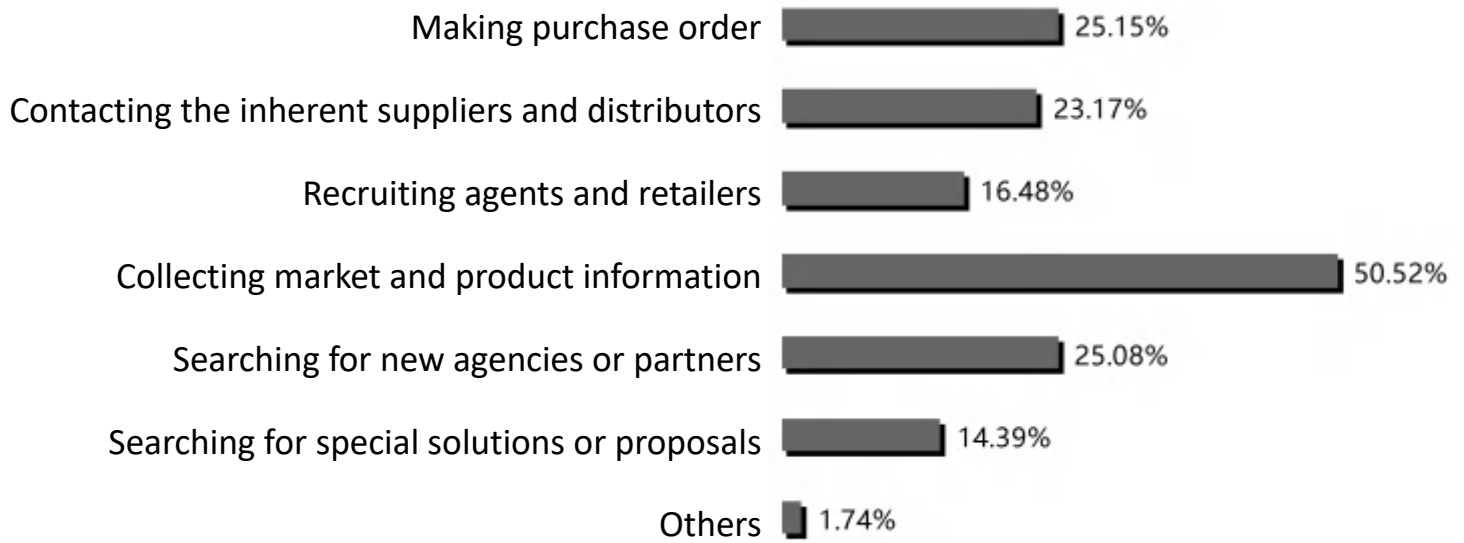 Making purchase order 25.15%
Contacting the inherent suppliers and distributors 23.17%
Recruiting agents and retailers 16.48%
Collecting market and product information 50.52%
Searching for new agencies or partners 25.08%
Searching for special solutions or proposals 14.39%
Others 1.74%